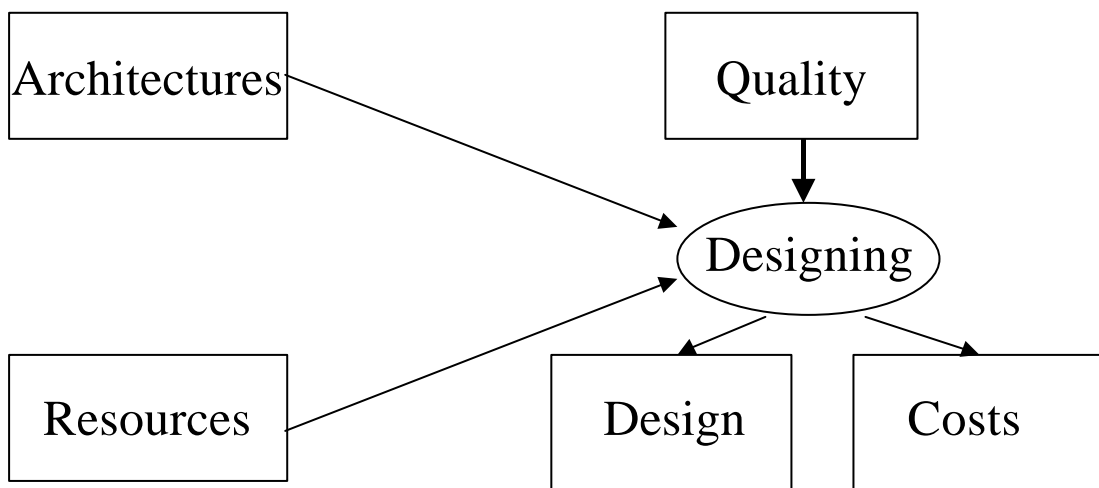 Architectures
Quality
Designing
Resources
Design
Costs